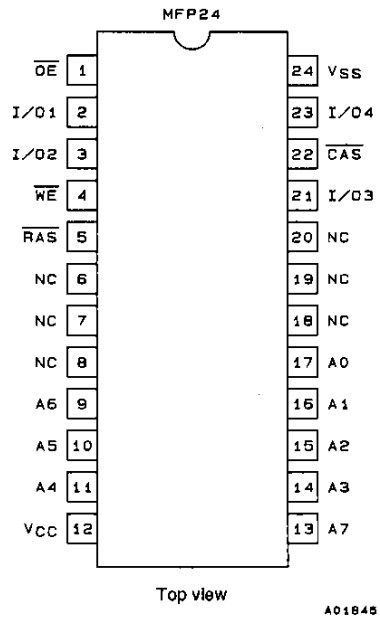 MFP24
OE 1 24 VSS
I/O1 2 23 I/O4
I/O2 3 22 CAS
WE 4 21 I/O3
RAS 5 20 NC
NC 6 19 NC
NC 7 18 NC
NC 8 17 A0
A6 9 16 A1
A5 10 15 A2
A4 11 14 A3
VCC 12 13 A7
Top view
A01845